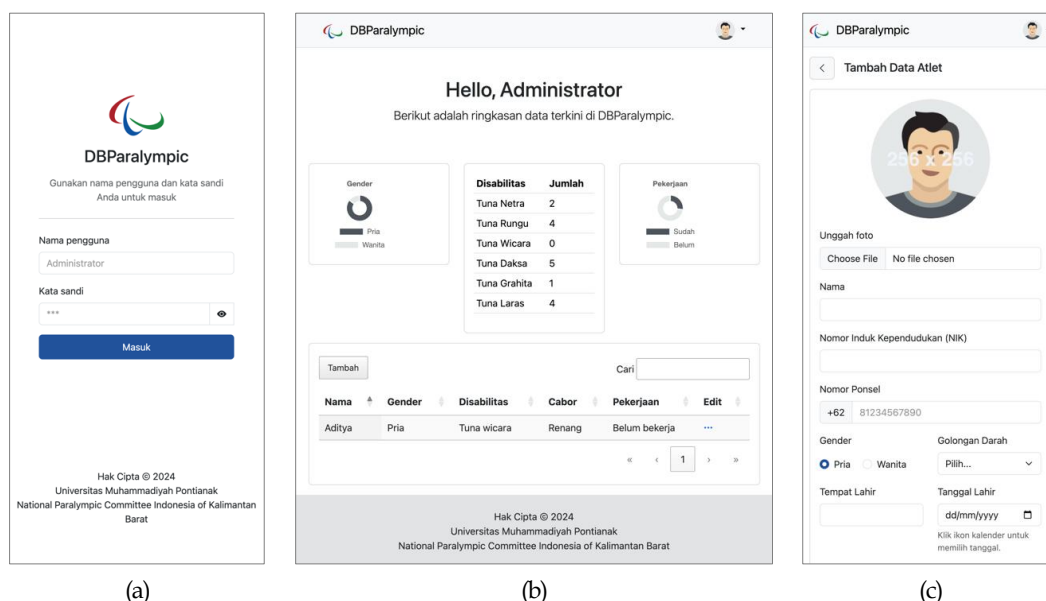 DBParalympic
Gunakan nama pengguna dan kata sandi
Anda untuk masuk
Nama pengguna
Administrator
Kata sandi
***
Masuk
Hak Cipta © 2024
Universitas Muhammadiyah Pontianak
National Paralympic Committee Indonesia of Kalimantan
Barat
(a)
DBParalympic
Hello, Administrator
Berikut adalah ringkasan data terkini di DBParalympic.
Gender
Pria
Wanita
Disabilitas Jumlah
Tuna Netra 2
Tuna Rungu 4
Tuna Wicara 0
Tuna Daksa 5
Tuna Grahita 1
Tuna Laras 4
Pekerjaan
Sudah
Belum
Tambah
Cari
Nama Gender Disabilitas Cabor Pekerjaan Edit
Aditya Pria Tuna wicara Renang Belum bekerja ...
« ‹ 1 › »
Hak Cipta © 2024
Universitas Muhammadiyah Pontianak
National Paralympic Committee Indonesia of Kalimantan Barat
(b)
DBParalympic
< Tambah Data Atlet
256 x 256
Unggah foto
Choose File No file chosen
Nama
Nomor Induk Kependudukan (NIK)
Nomor Ponsel
+62 81234567890
Gender Golongan Darah
Pria Wanita Pilih...
Tempat Lahir Tanggal Lahir
dd/mm/yyyy
Klik ikon kalender untuk
memilih tanggal.
(c)